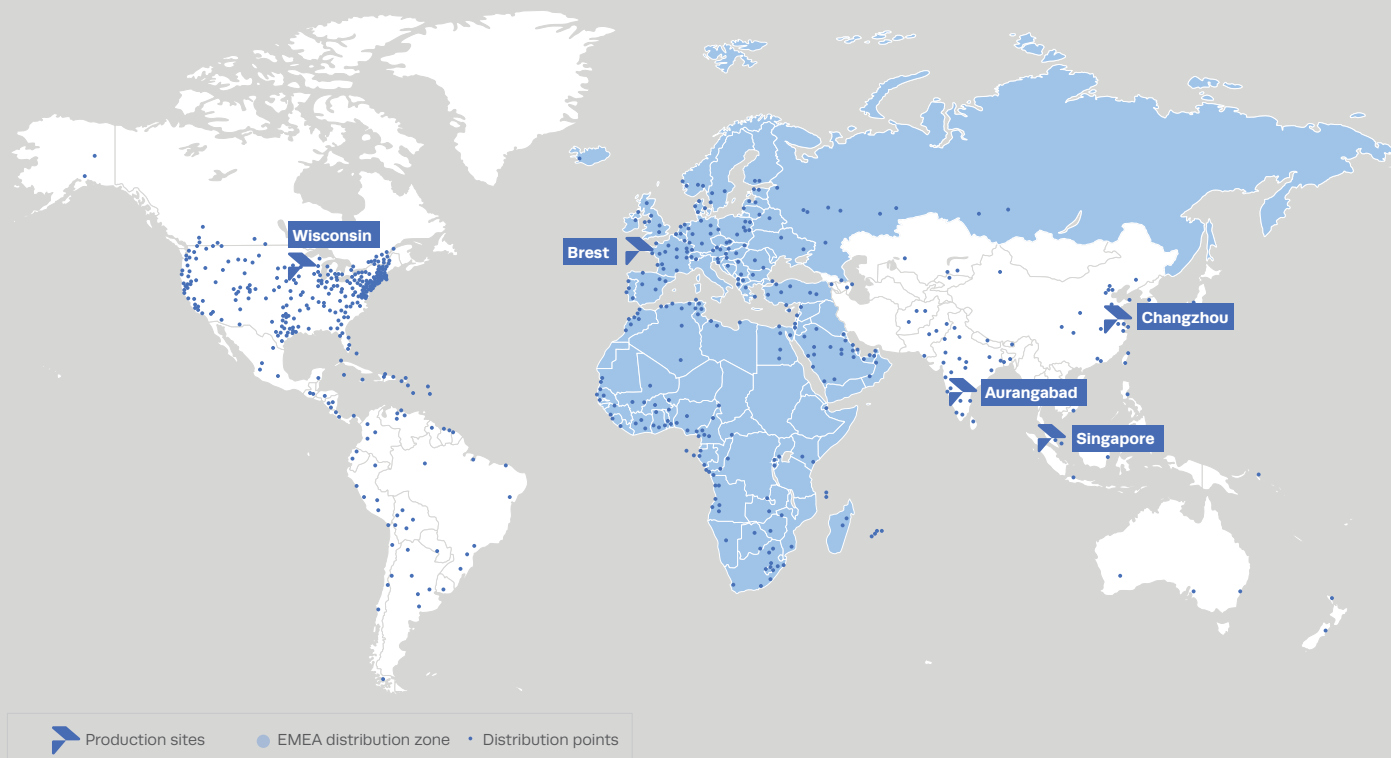 Wisconsin
Brest
Changzhou
Aurangabad
Singapore
Production sites
EMEA distribution zone
Distribution points